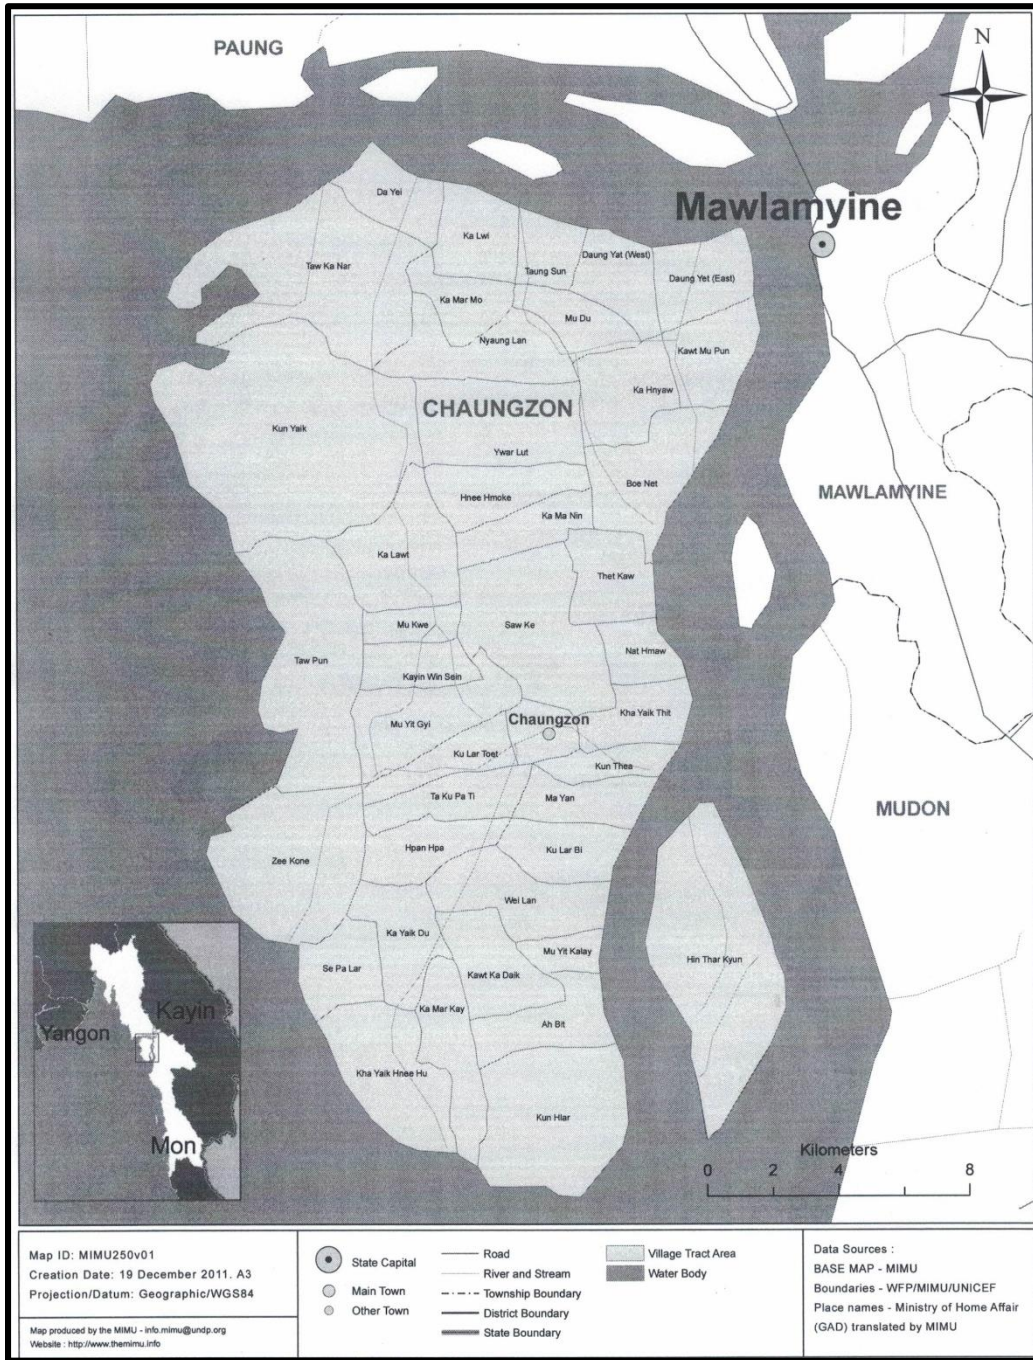 PAUNG
N
Mawlamyine
Da Yei
Ka Lwi
Daung Yat (West)
Taw Ka Nar
Taung Sun
Daung Yet (East)
Ka Mar Mo
Mu Du
Nyaung Lan
Kawt Mu Pun
Ka Hnyaw
CHAUNGZON
Kun Yaik
Ywar Lut
Boe Net
MAWLAMYINE
Hnee Hmoke
Ka Ma Nin
Ka Lawt
Thet Kaw
Mu Kwe
Saw Ke
Nat Hmaw
Taw Pun
Kayin Win Sein
Kha Yaik Thit
Mu Yit Gyi
Chaungzon
Ku Lar Toet
Kun Thea
Ta Ku Pa Ti
Ma Yan
MUDON
Hpan Hpa
Ku Lar Bi
Zee Kone
Wei Lan
Ka Yaik Du
Mu Yit Kalay
Se Pa Lar
Kawt Ka Daik
Hin Thar Kyun
Ka Mar Kay
Ah Bit
Kha Yaik Hnee Hu
Kun Hlar
Kayin
Yangon
Mon
Kilometers
0 2 4 8
Map ID: MIMU250v01
Creation Date: 19 December 2011. A3
Projection/Datum: Geographic/WGS84
Map produced by the MIMU - info.mimu@undp.org
Website : http://www.themimu.info
State Capital
Main Town
Other Town
Road
River and Stream
Township Boundary
District Boundary
State Boundary
Village Tract Area
Water Body
Data Sources :
BASE MAP - MIMU
Boundaries - WFP/MIMU/UNICEF
Place names - Ministry of Home Affair
(GAD) translated by MIMU